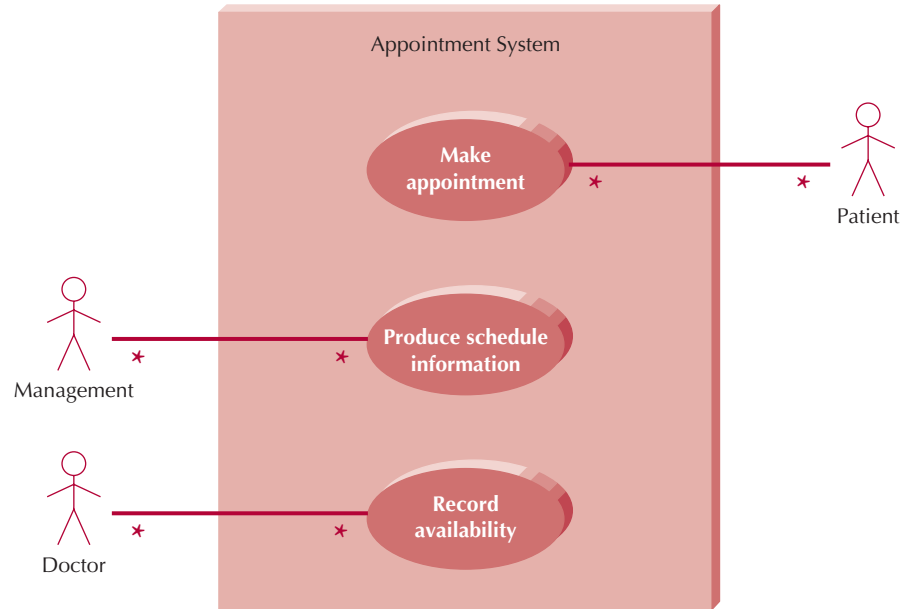 Appointment System
Make
appointment
*
*
Patient
Produce schedule
information
*
*
Management
Record
availability
*
*
Doctor